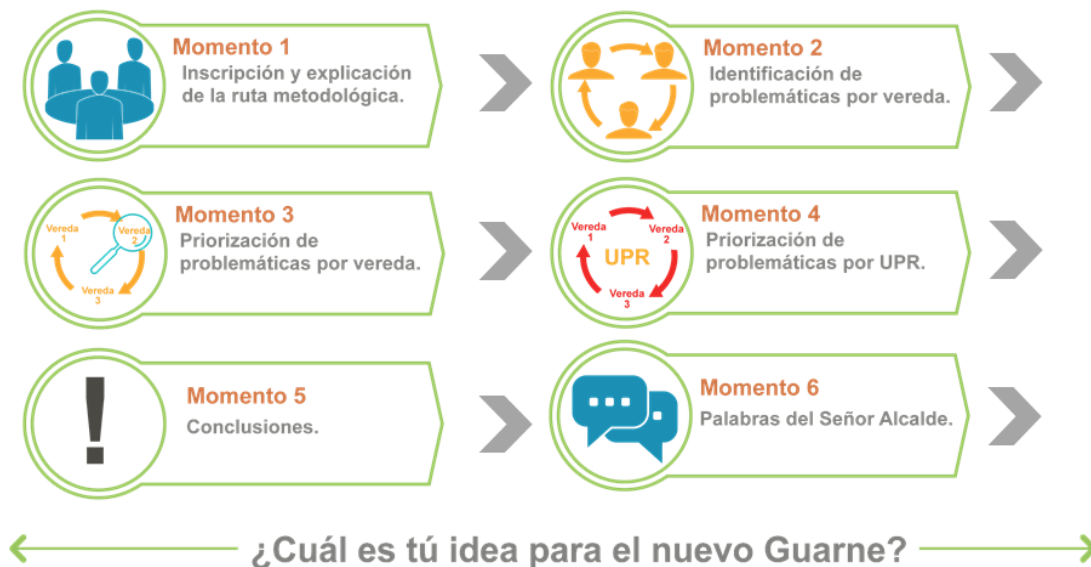 Momento 1
Inscripción y explicación
de la ruta metodológica.
Momento 2
Identificación de
problemáticas por vereda.
Vereda
1
Vereda
2
Vereda
3
Momento 3
Priorización de
problemáticas por vereda.
Vereda
1
Vereda
2
UPR
Vereda
3
Momento 4
Priorización de
problemáticas por UPR.
!
Momento 5
Conclusiones.
Momento 6
Palabras del Señor Alcalde.
¿Cuál es tú idea para el nuevo Guarne?